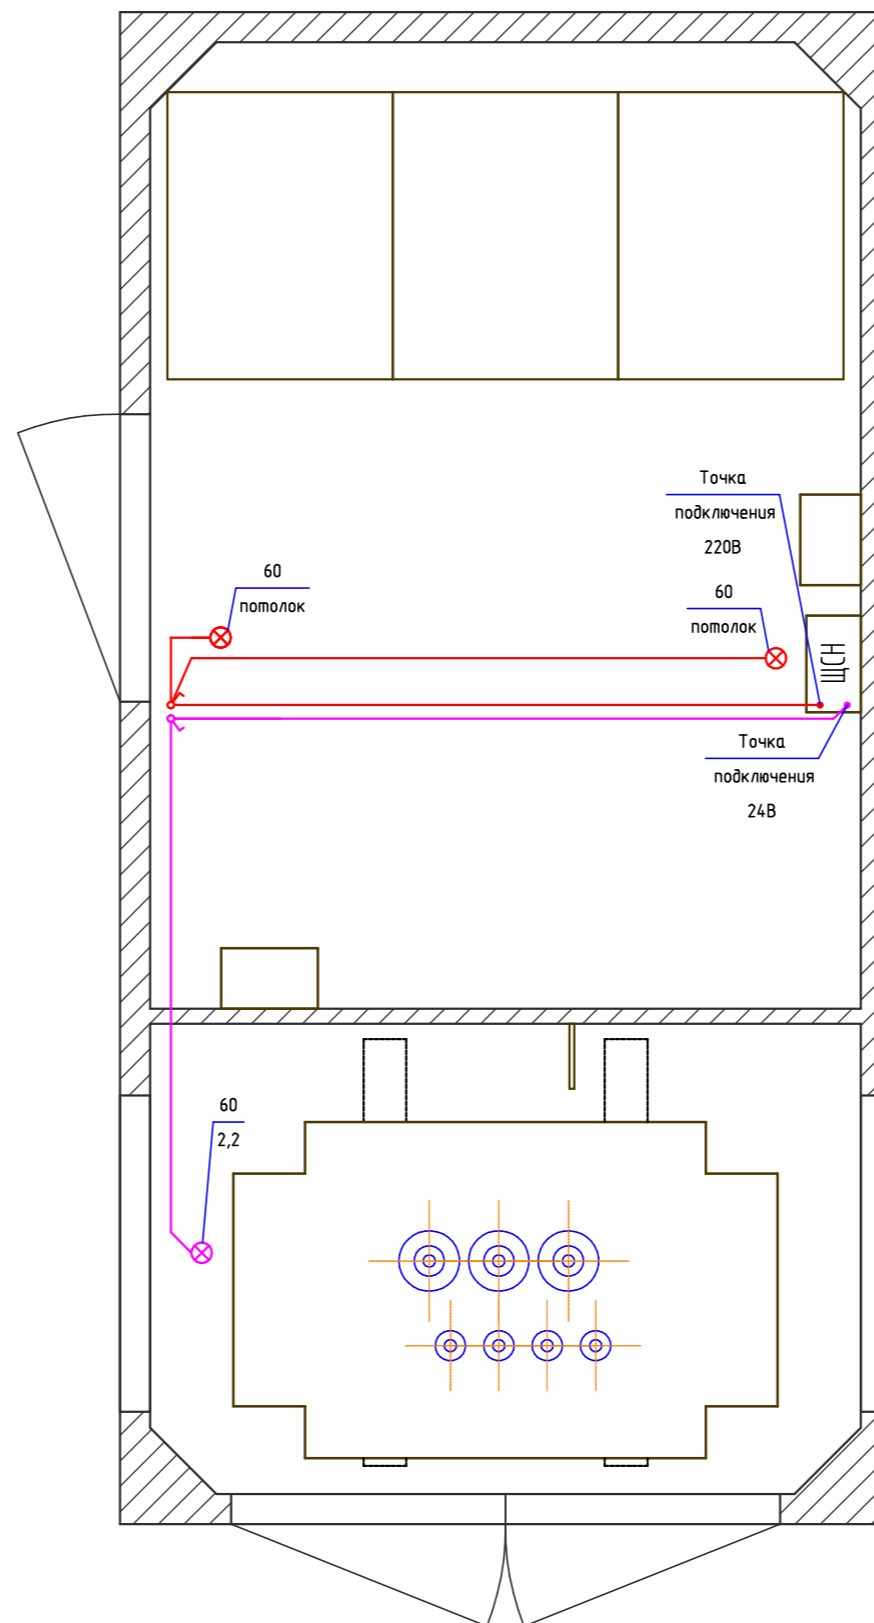 Точка
подключения
220В
60
потолок
60
потолок
ЩСН
Точка
подключения
24В
60
2,2